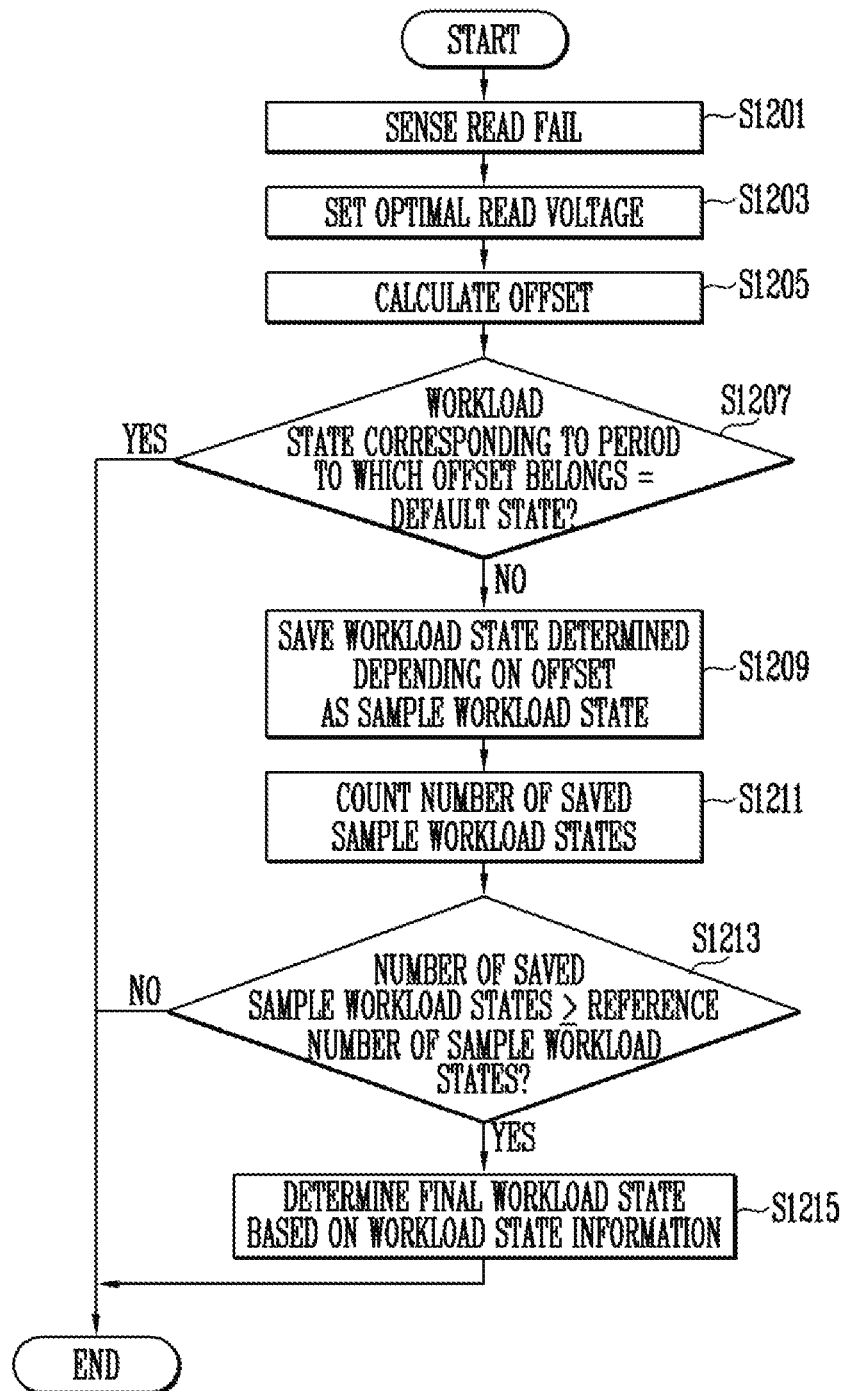 START
SENSE READ FAIL
S1201
SET OPTIMAL READ VOLTAGE
S1203
CALCULATE OFFSET
S1205
WORKLOAD
STATE CORRESPONDING TO PERIOD
TO WHICH OFFSET BELONGS =
DEFAULT STATE?
S1207
YES
NO
SAVE WORKLOAD STATE DETERMINED
DEPENDING ON OFFSET
AS SAMPLE WORKLOAD STATE
S1209
COUNT NUMBER OF SAVED
SAMPLE WORKLOAD STATES
S1211
NUMBER OF SAVED
SAMPLE WORKLOAD STATES ≥ REFERENCE
NUMBER OF SAMPLE WORKLOAD
STATES?
S1213
NO
YES
DETERMINE FINAL WORKLOAD STATE
BASED ON WORKLOAD STATE INFORMATION
S1215
END